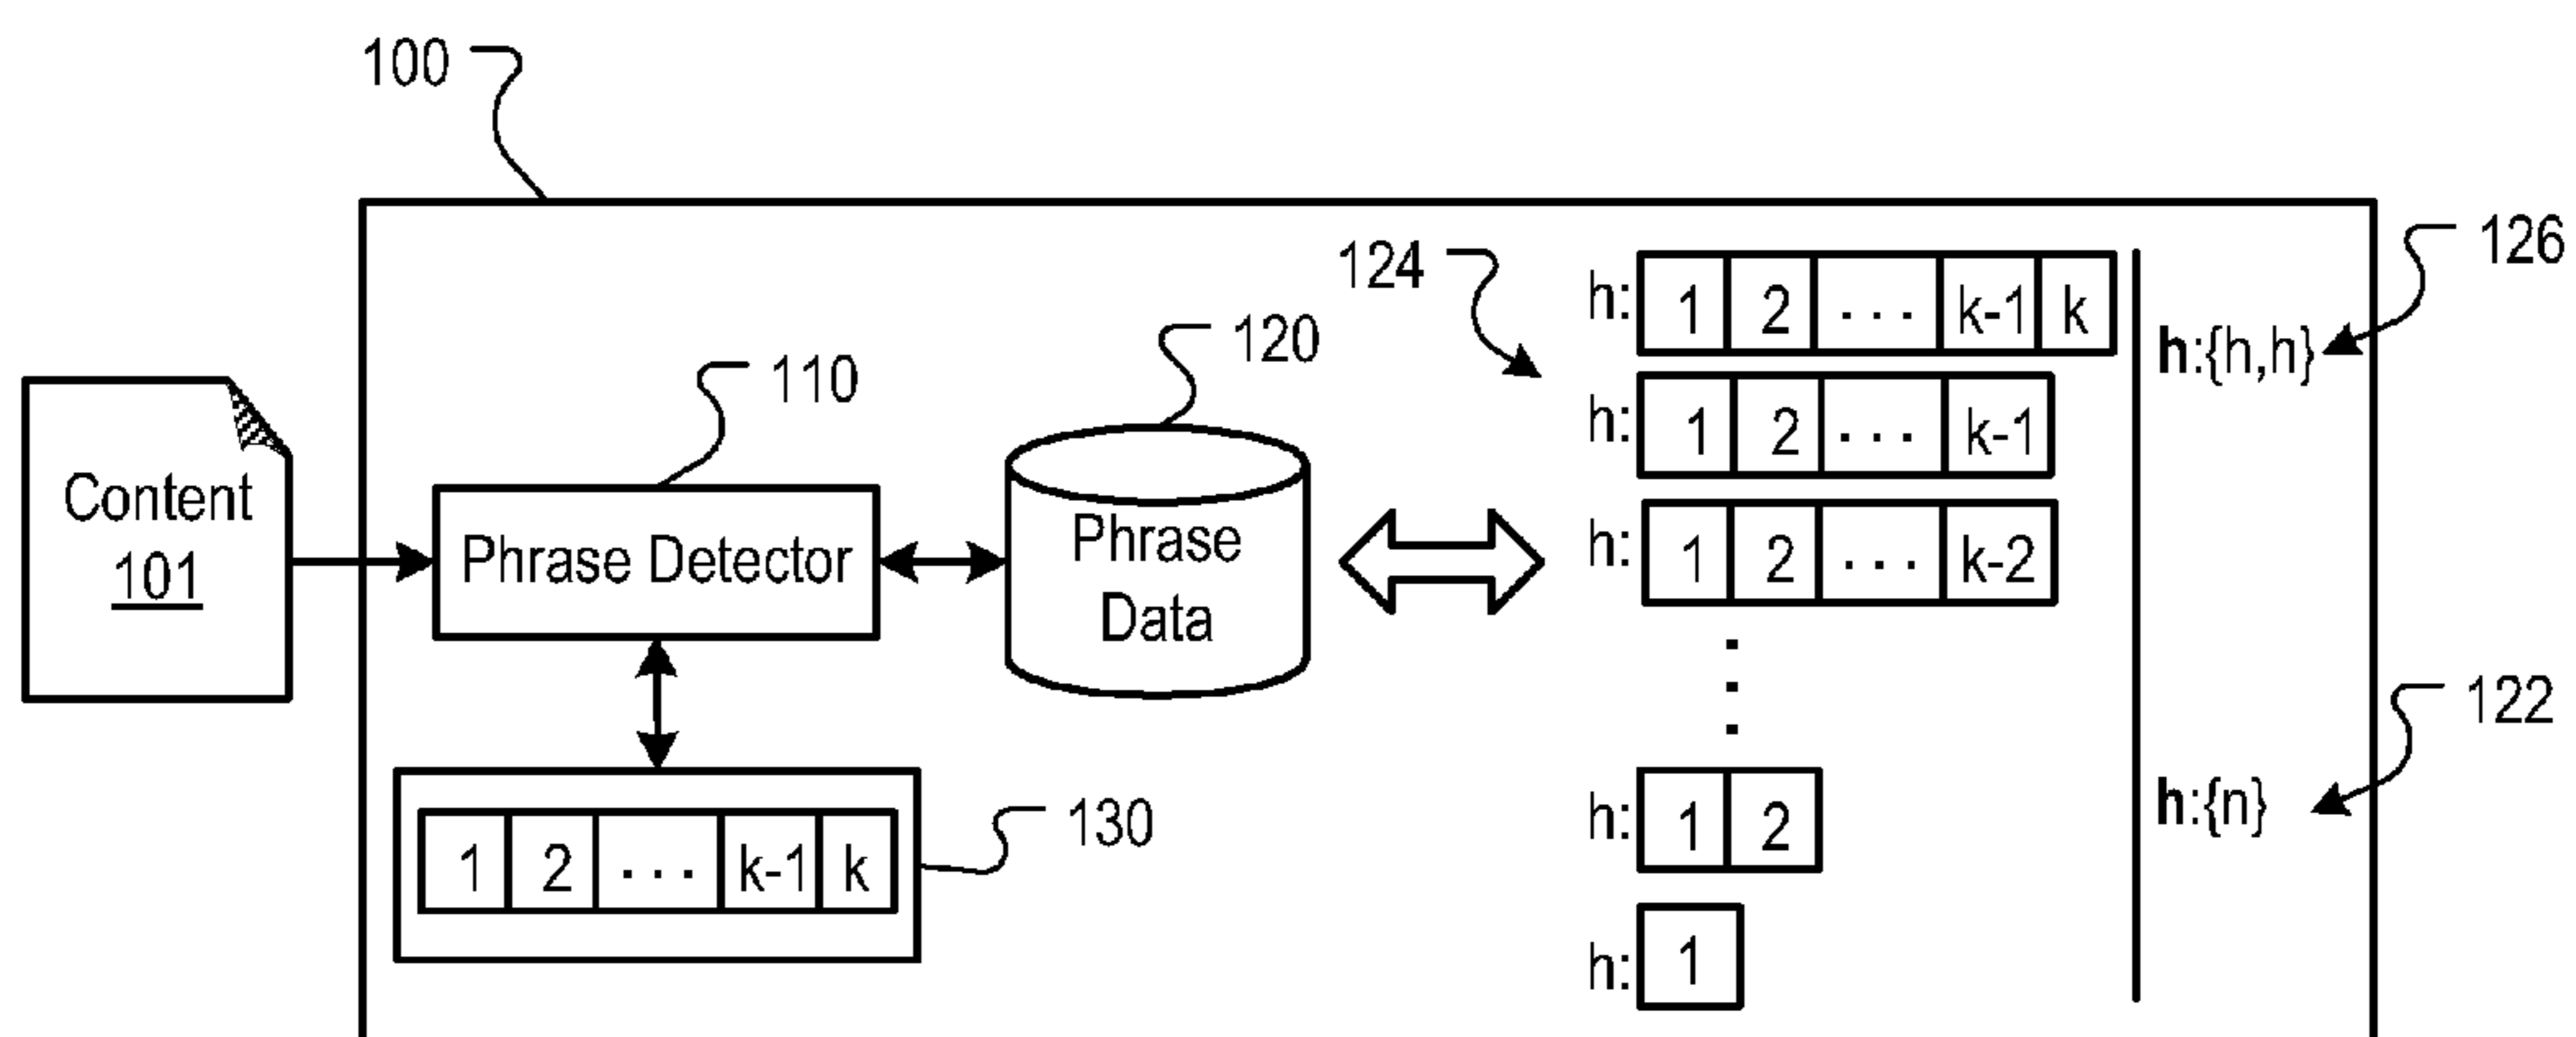 100
126
124
h: 1 2 ... k-1 k
h:{h,h}
120
110
h: 1 2 ... k-1
Content
101
Phrase Detector
Phrase
Data
h: 1 2 ... k-2
122
h: 1 2
h:{n}
130
1 2 ... k-1 k
h: 1